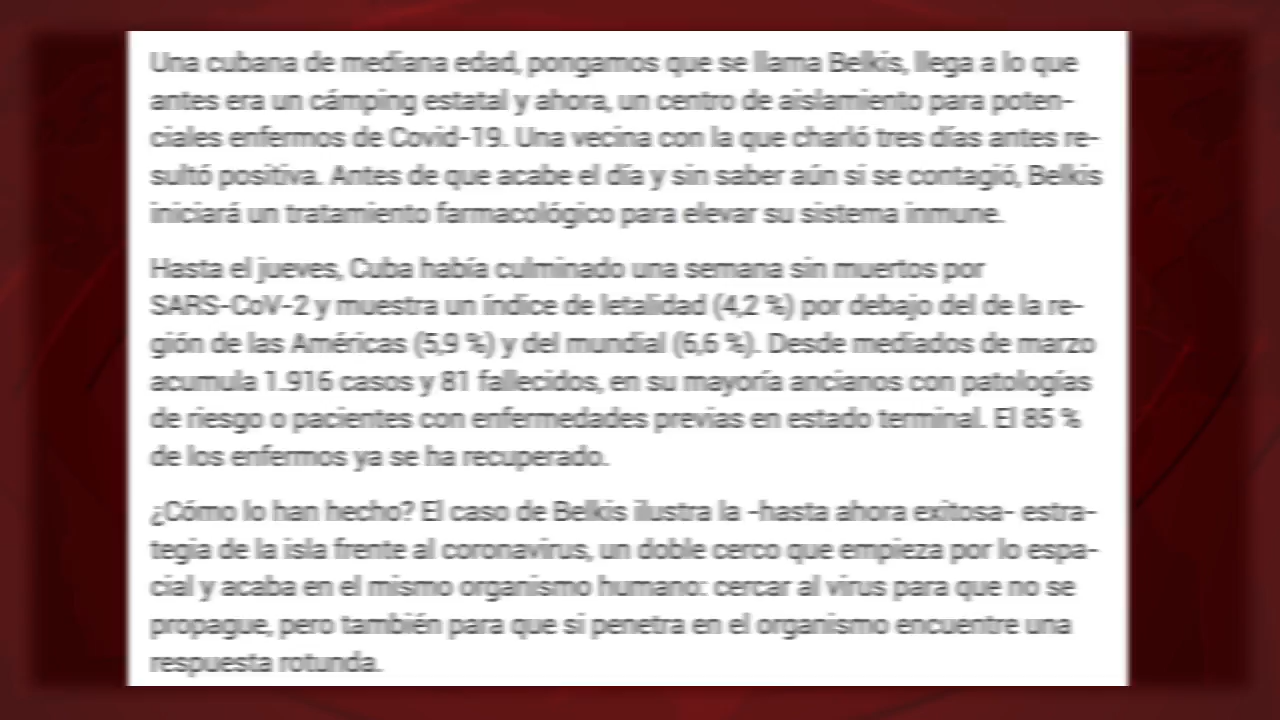 Una cubana de mediana edad, pongamos que se llama Belkis, llega a lo que
antes era un cámping estatal y ahora, un centro de aislamiento para poten-
ciales enfermos de Covid-19. Una vecina con la que charló tres días antes re-
sultó positiva. Antes de que acabe el día y sin saber aún si se contagió, Belkis
iniciará un tratamiento farmacológico para elevar su sistema inmune.
Hasta el jueves, Cuba había culminado una semana sin muertos por
SARS-CoV-2 y muestra un índice de letalidad (4,2 %) por debajo del de la re-
gión de las Américas (5,9 %) y del mundial (6,6 %). Desde mediados de marzo
acumula 1.916 casos y 81 fallecidos, en su mayoría ancianos con patologías
de riesgo o pacientes con enfermedades previas en estado terminal. El 85 %
de los enfermos ya se ha recuperado.
¿Cómo lo han hecho? El caso de Belkis ilustra la -hasta ahora exitosa- estra-
tegia de la isla frente al coronavirus, un doble cerco que empieza por lo espa-
cial y acaba en el mismo organismo humano: cercar al virus para que no se
propague, pero también para que si penetra en el organismo encuentre una
respuesta rotunda.